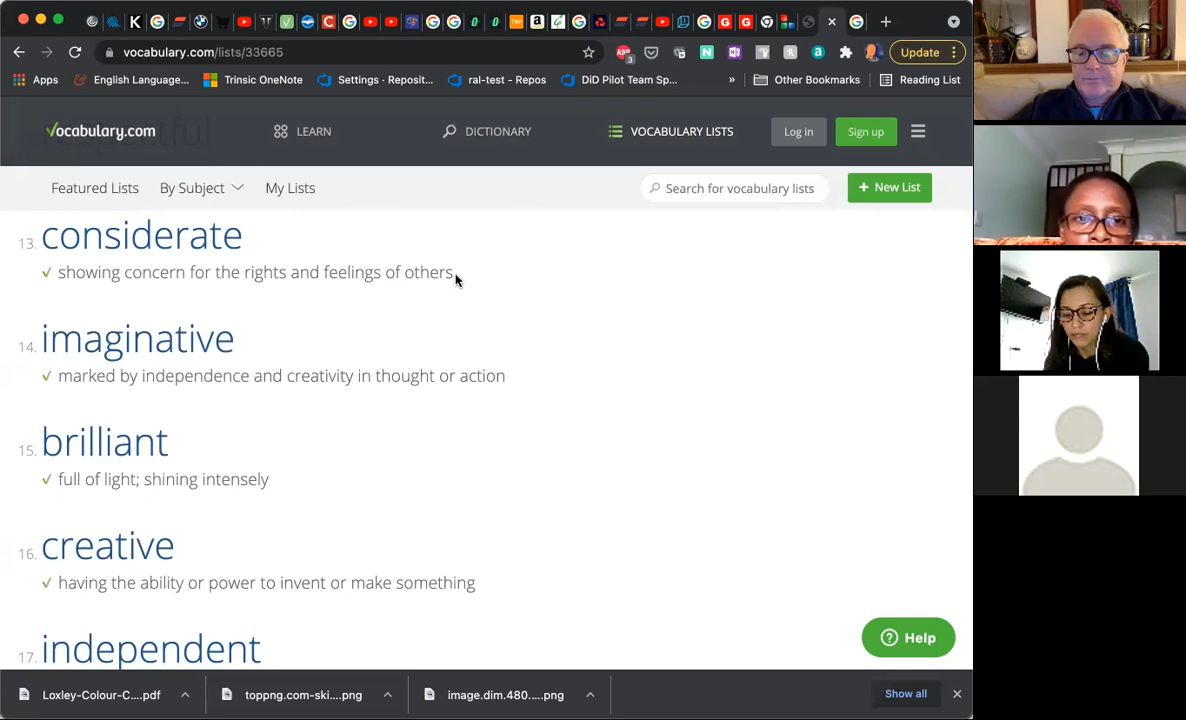 vocabulary.com/lists/33665
3
Update
Apps
English Language...
Trinsic OneNote
Settings · Reposit...
ral-test - Repos
DiD Pilot Team Sp...
»
Other Bookmarks
Reading List
respectful
Vocabulary.com
LEARN
DICTIONARY
VOCABULARY LISTS
Log in
Sign up
Featured Lists
By Subject
My Lists
Search for vocabulary lists
+ New List
13. considerate
✓ showing concern for the rights and feelings of others
14. imaginative
✓ marked by independence and creativity in thought or action
15. brilliant
✓ full of light; shining intensely
16. creative
✓ having the ability or power to invent or make something
17. independent
Help
Loxley-Colour-C....pdf
toppng.com-ski....png
image.dim.480.....png
Show all